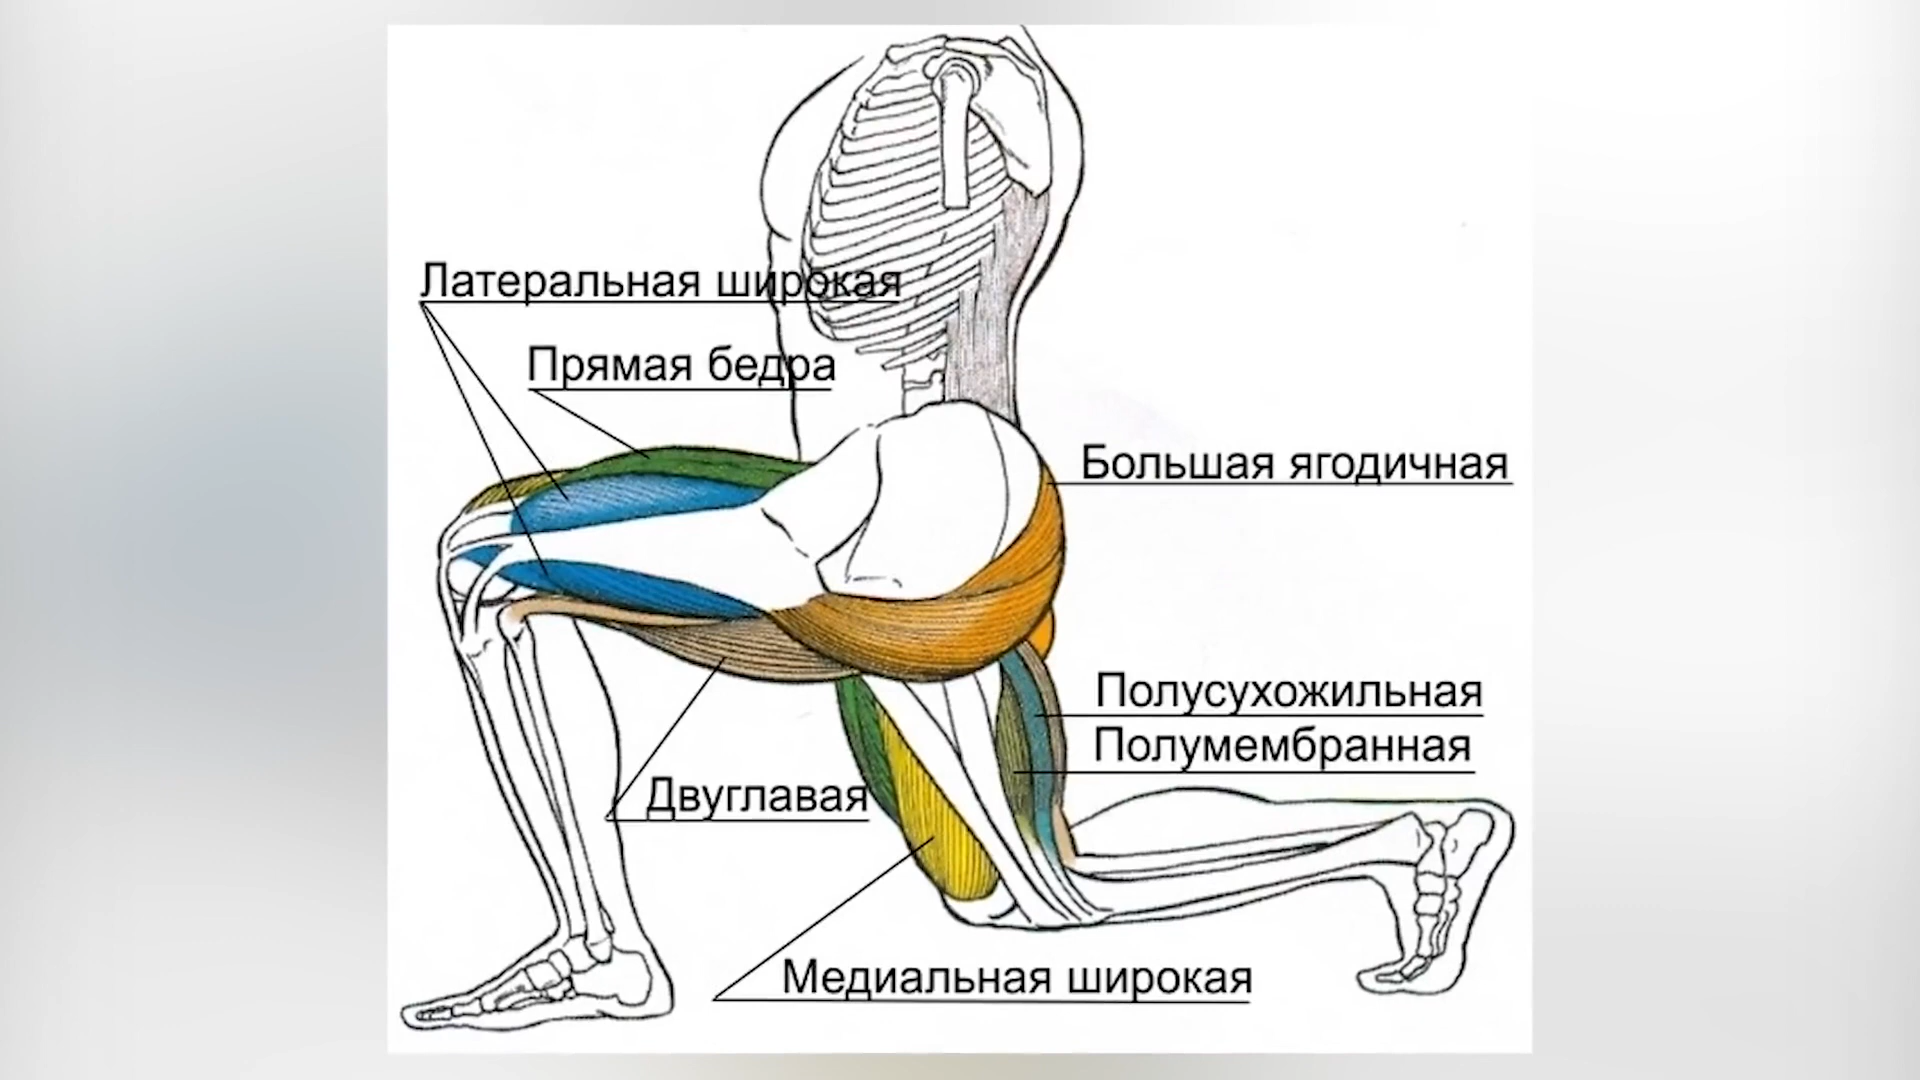 Латеральная широкая
Прямая бедра
Большая ягодичная
Полусухожильная
Полумембранная
Двуглавая
Медиальная широкая